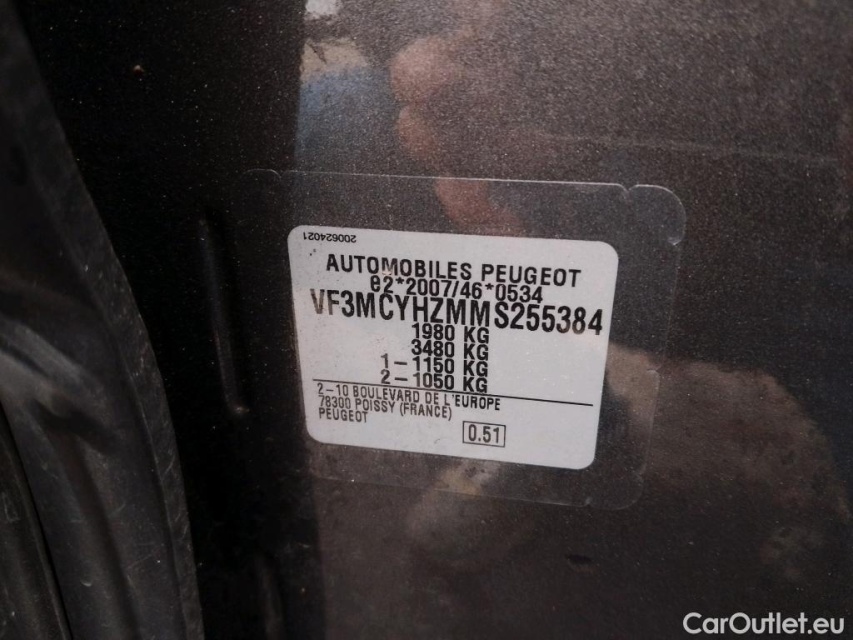 200624021
AUTOMOBILES PEUGEOT
e2*2007/46*0534
VF3MCYHZMMS255384
1980 KG
3480 KG
1-1150 KG
2-1050 KG
2-10 BOULEVARD DE L'EUROPE
78300 POISSY (FRANCE)
PEUGEOT
0.51
CarOutlet.eu